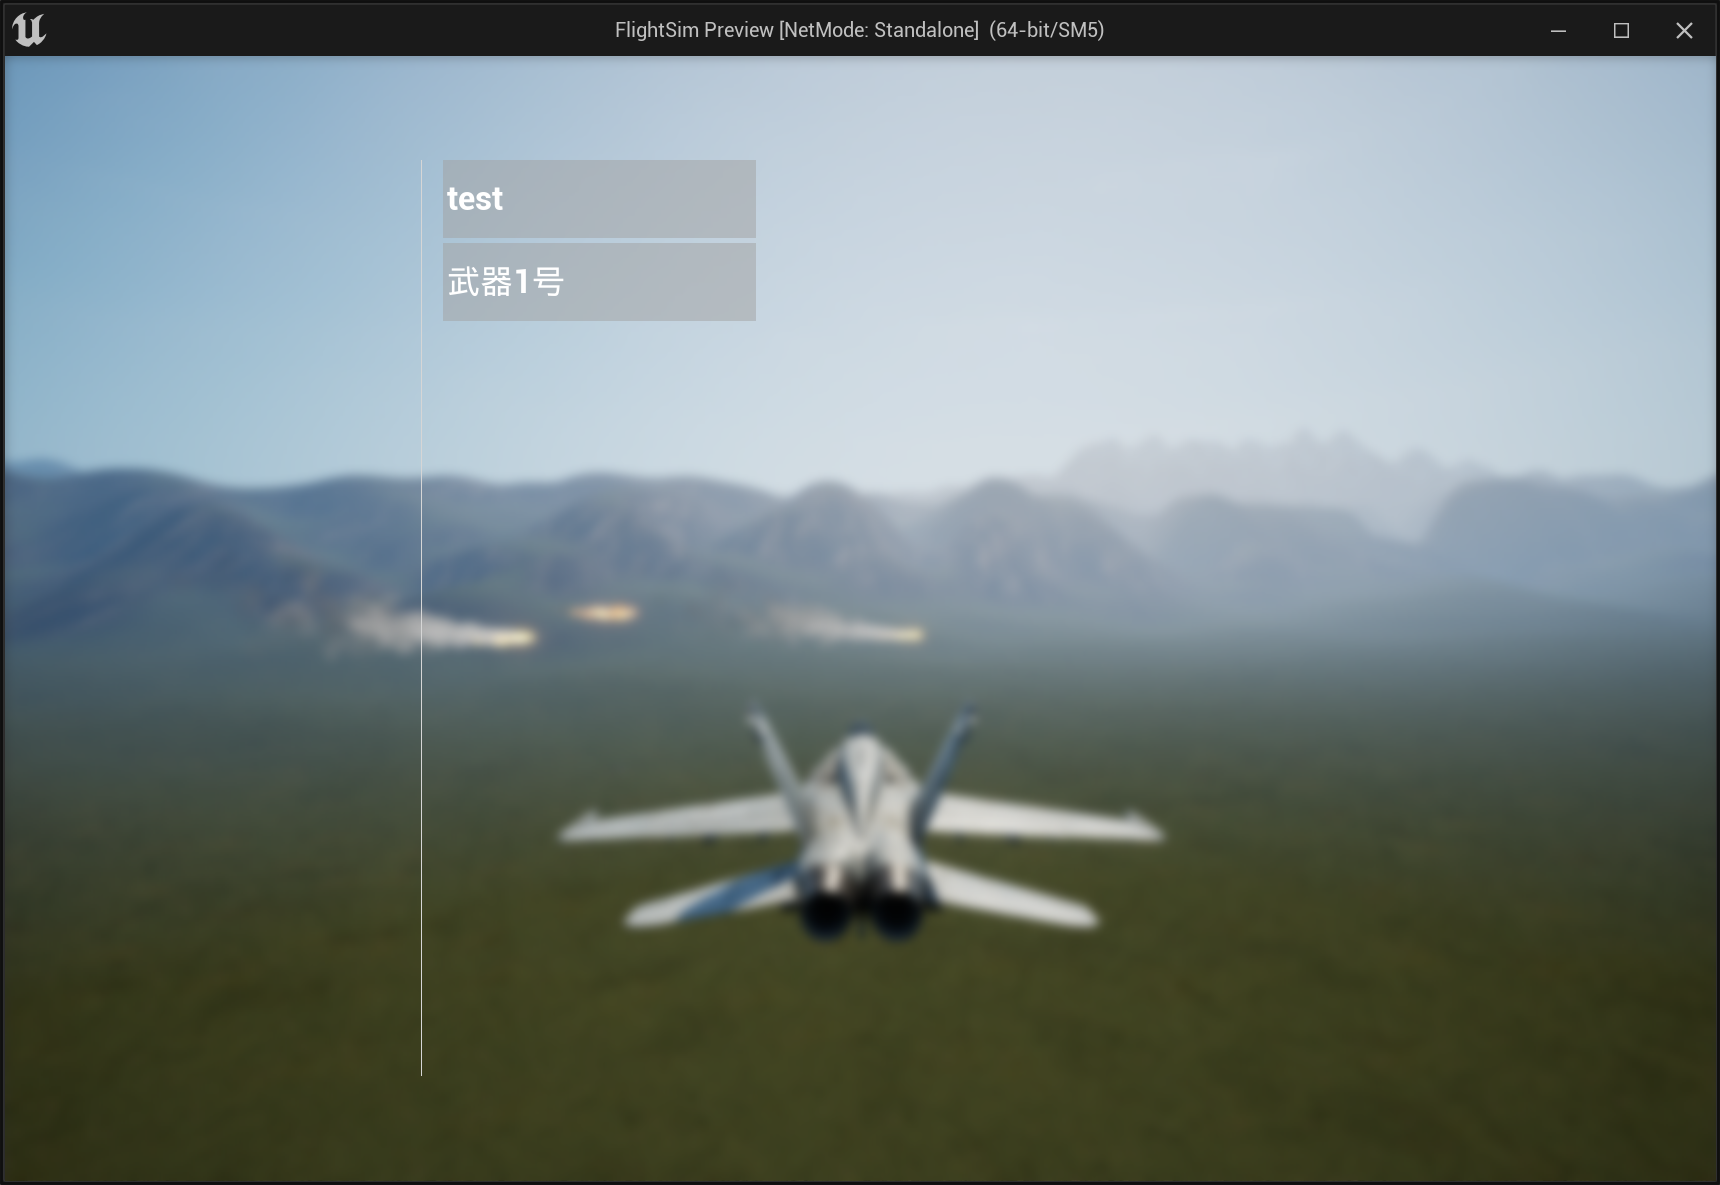 FlightSim Preview [NetMode: Standalone] (64-bit/SM5)
test
武器1号